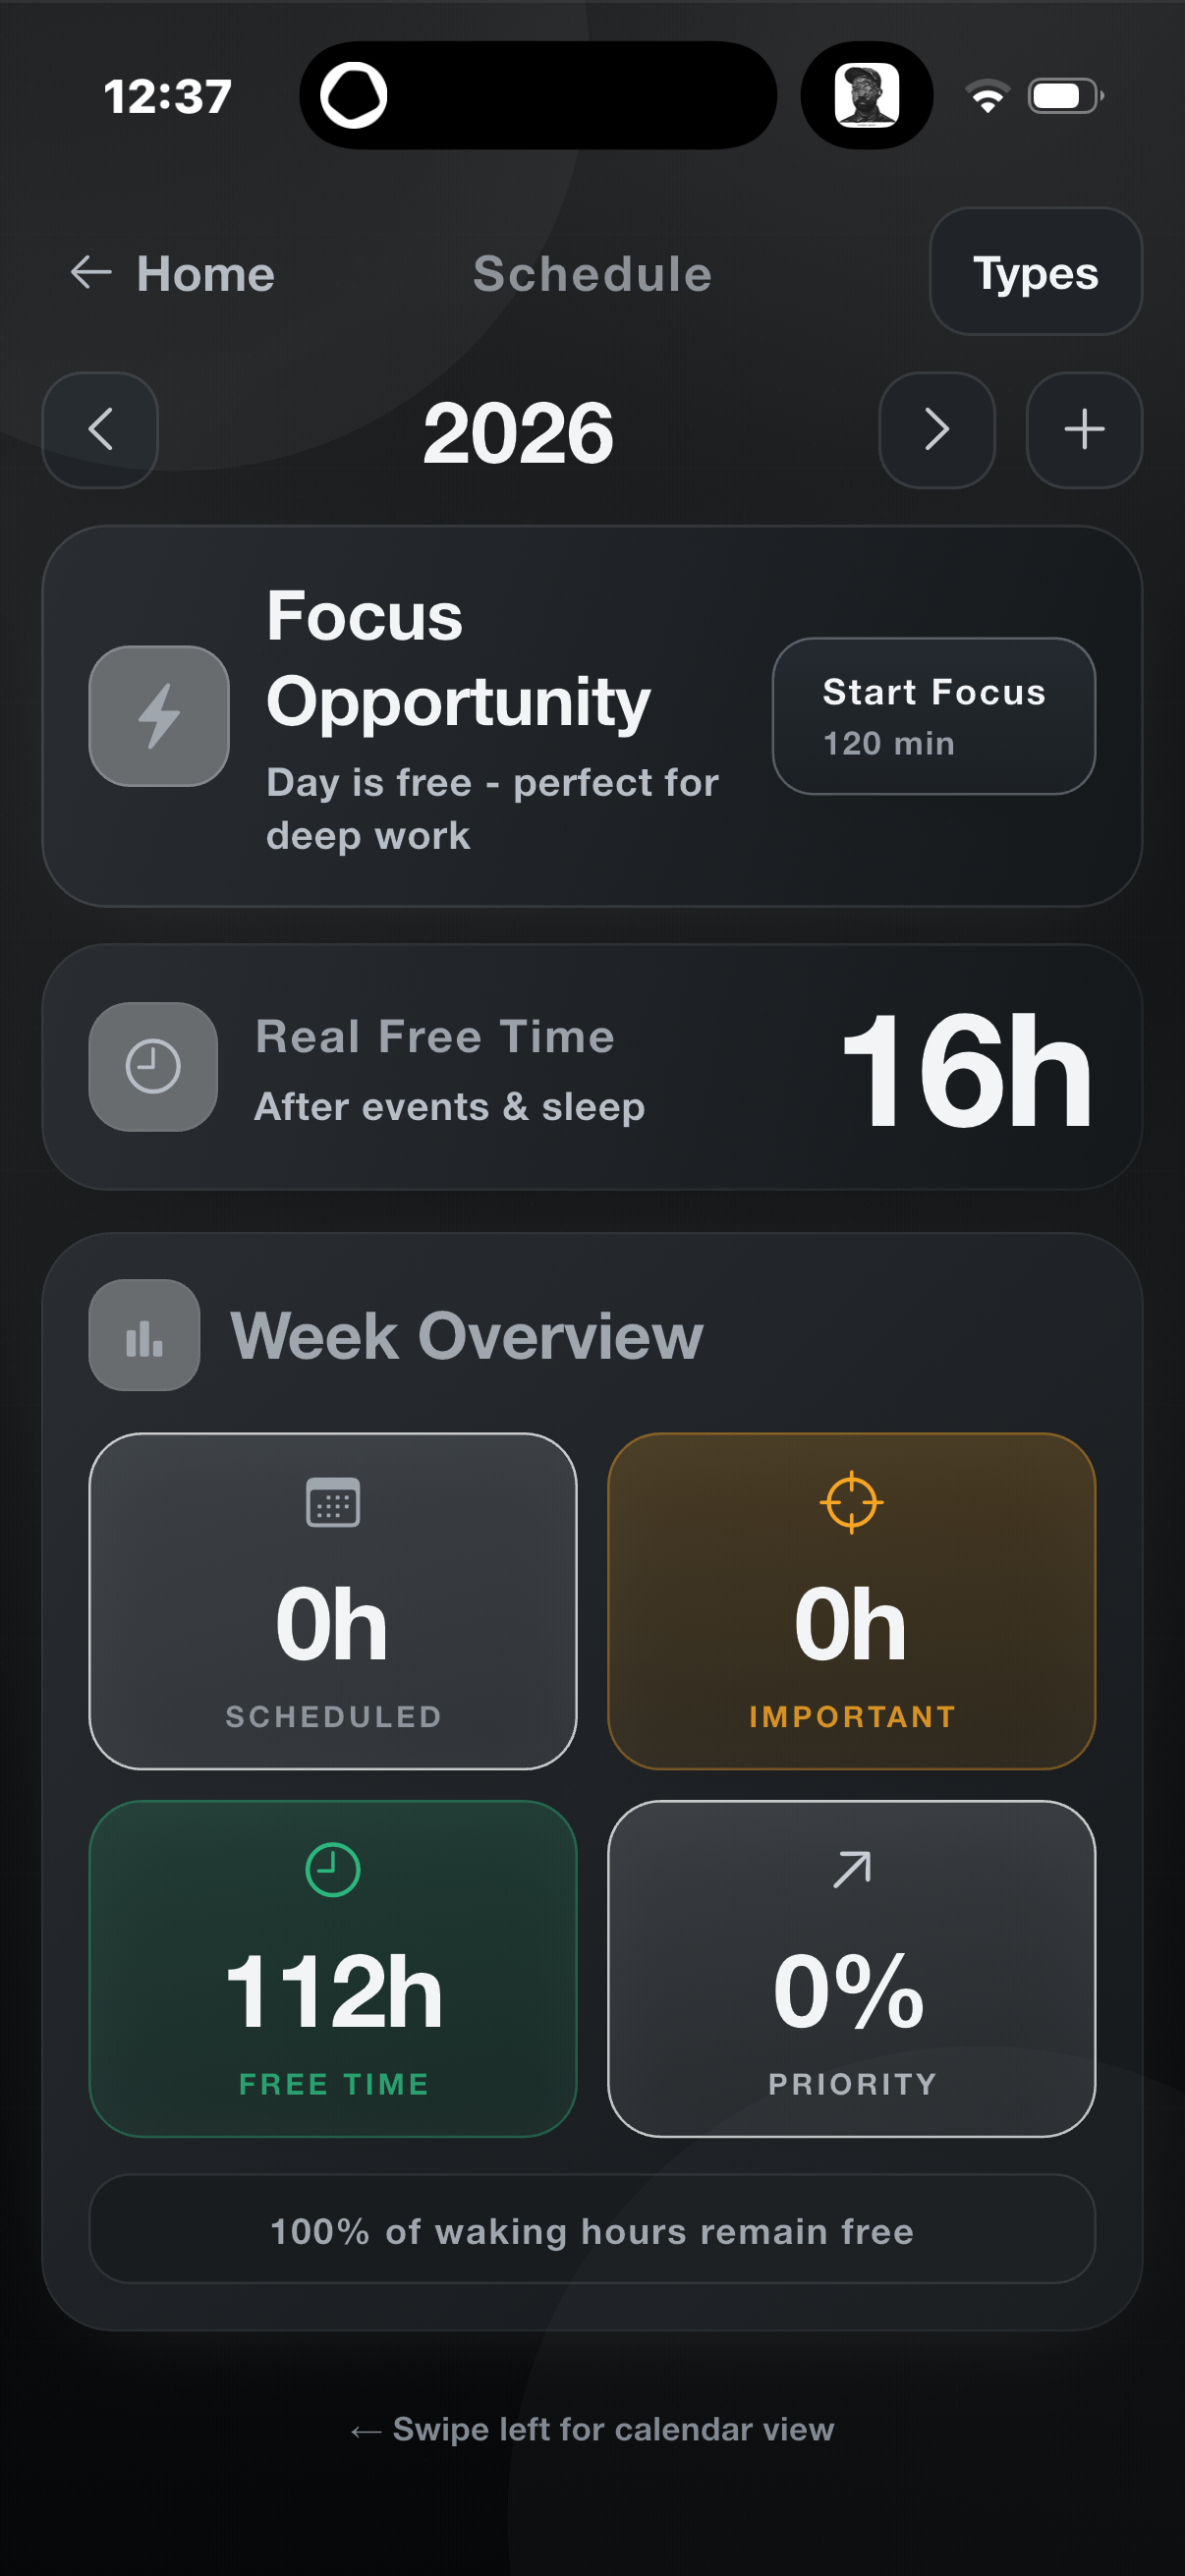 12:37
← Home
Schedule
Types
2026
Focus
Opportunity
Day is free - perfect for
deep work
Start Focus
120 min
Real Free Time
After events & sleep
16h
Week Overview
0h
SCHEDULED
0h
IMPORTANT
112h
FREE TIME
0%
PRIORITY
100% of waking hours remain free
← Swipe left for calendar view